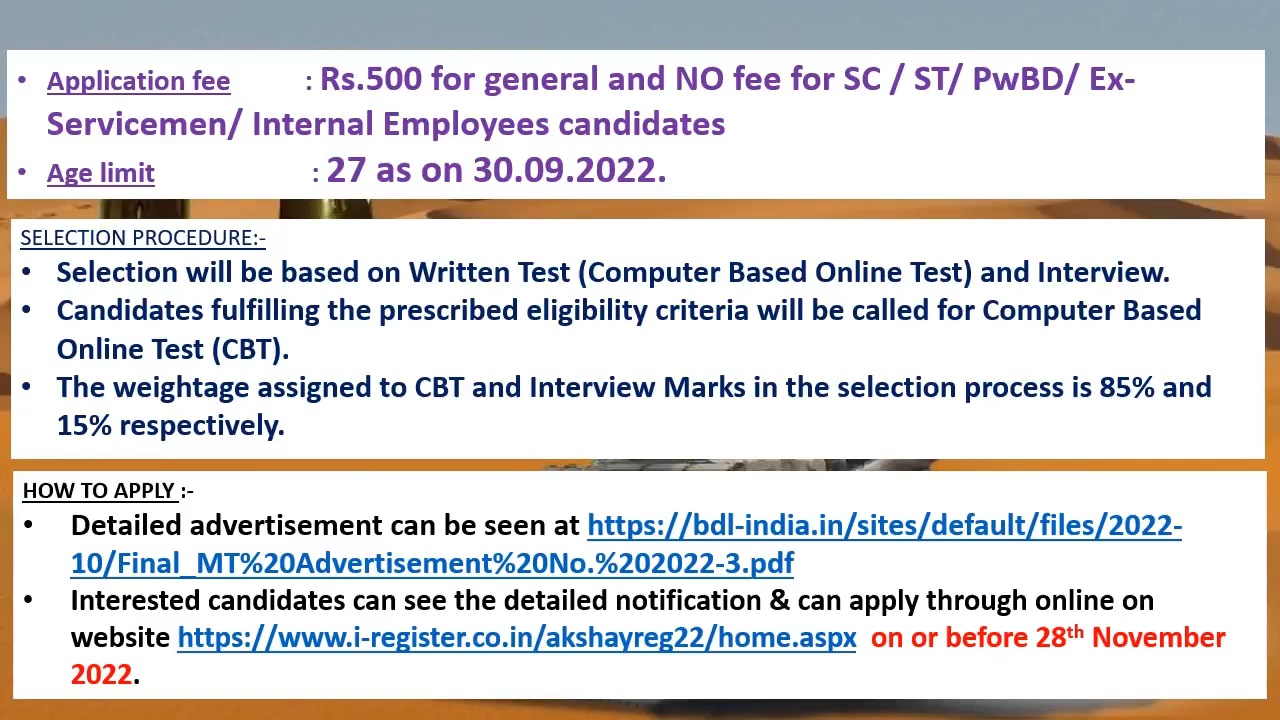 • Application fee : Rs.500 for general and NO fee for SC / ST/ PwBD/ Ex-
Servicemen/ Internal Employees candidates
• Age limit : 27 as on 30.09.2022.
SELECTION PROCEDURE:-
• Selection will be based on Written Test (Computer Based Online Test) and Interview.
• Candidates fulfilling the prescribed eligibility criteria will be called for Computer Based
Online Test (CBT).
• The weightage assigned to CBT and Interview Marks in the selection process is 85% and
15% respectively.
HOW TO APPLY :-
• Detailed advertisement can be seen at https://bdl-india.in/sites/default/files/2022-
10/Final_MT%20Advertisement%20No.%202022-3.pdf
• Interested candidates can see the detailed notification & can apply through online on
website https://www.i-register.co.in/akshayreg22/home.aspx on or before 28th November
2022.